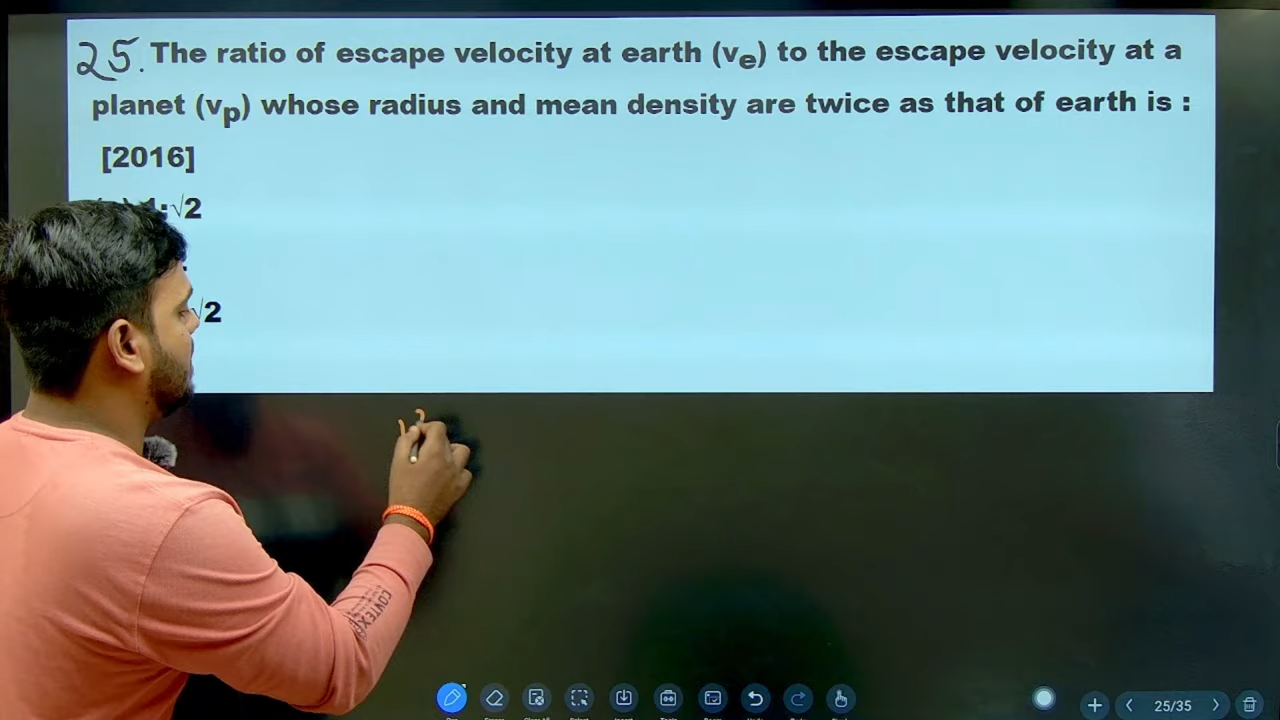 25. The ratio of escape velocity at earth (vₑ) to the escape velocity at a
planet (vₚ) whose radius and mean density are twice as that of earth is :
[2016]
1:√2
√2
25/35